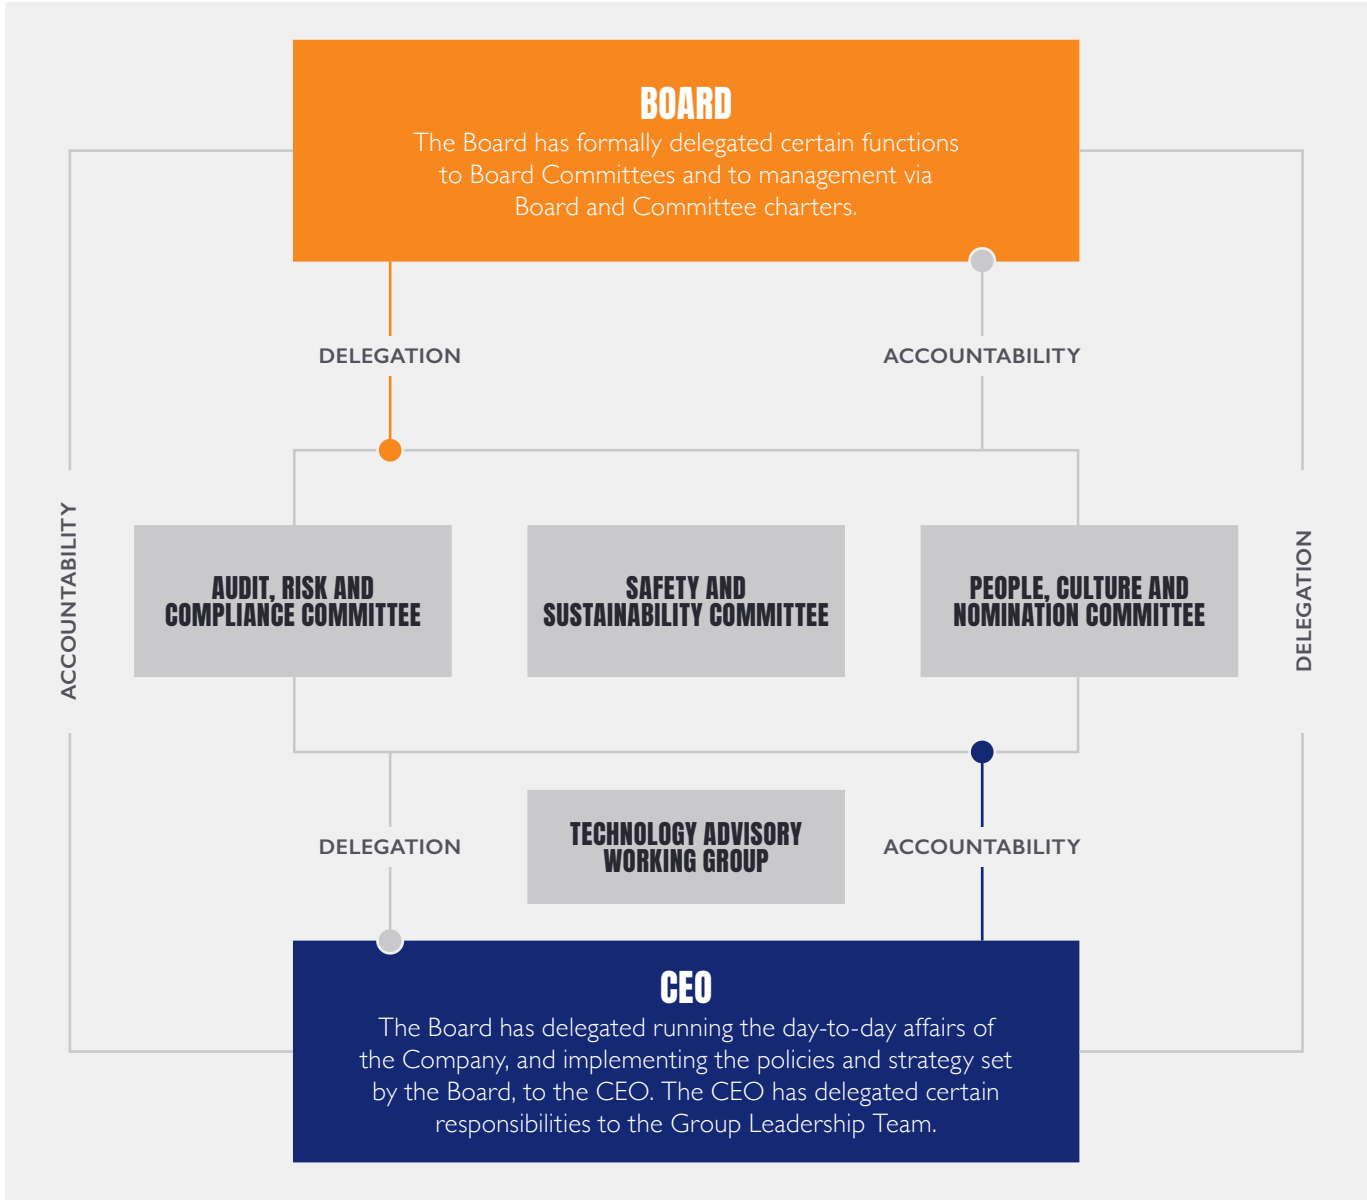 BOARD
The Board has formally delegated certain functions
to Board Committees and to management via
Board and Committee charters.
DELEGATION
ACCOUNTABILITY
ACCOUNTABILITY
AUDIT, RISK AND
COMPLIANCE COMMITTEE
SAFETY AND
SUSTAINABILITY COMMITTEE
PEOPLE, CULTURE AND
NOMINATION COMMITTEE
DELEGATION
DELEGATION
TECHNOLOGY ADVISORY
WORKING GROUP
ACCOUNTABILITY
CEO
The Board has delegated running the day-to-day affairs of
the Company, and implementing the policies and strategy set
by the Board, to the CEO. The CEO has delegated certain
responsibilities to the Group Leadership Team.